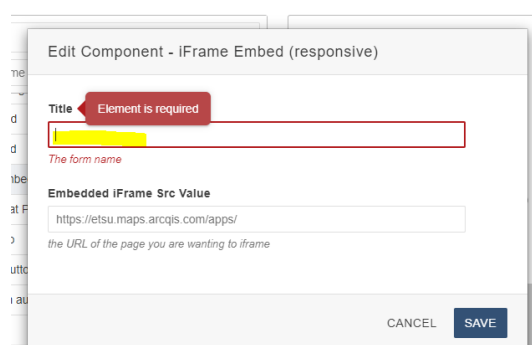 Edit Component - iFrame Embed (responsive)
Title
Element is required
The form name
Embedded iFrame Src Value
https://etsu.maps.arcgis.com/apps/
the URL of the page you are wanting to iframe
CANCEL
SAVE